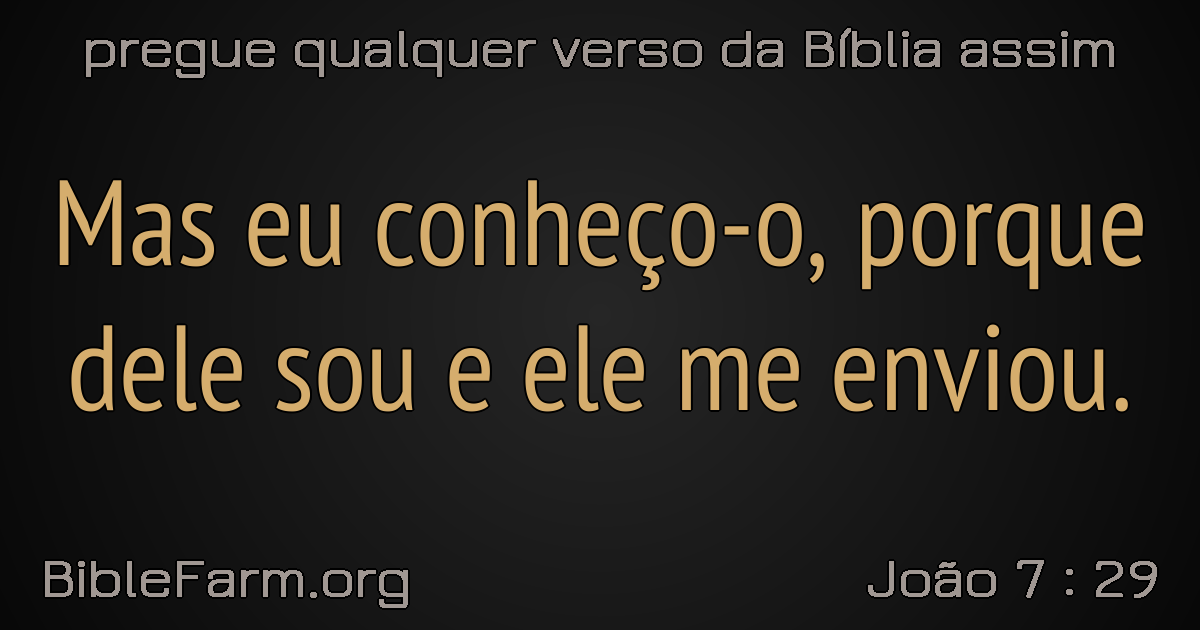 pregue qualquer verso da Bíblia assim
Mas eu conheço-o, porque
dele sou e ele me enviou.
BibleFarm.org
João 7 : 29